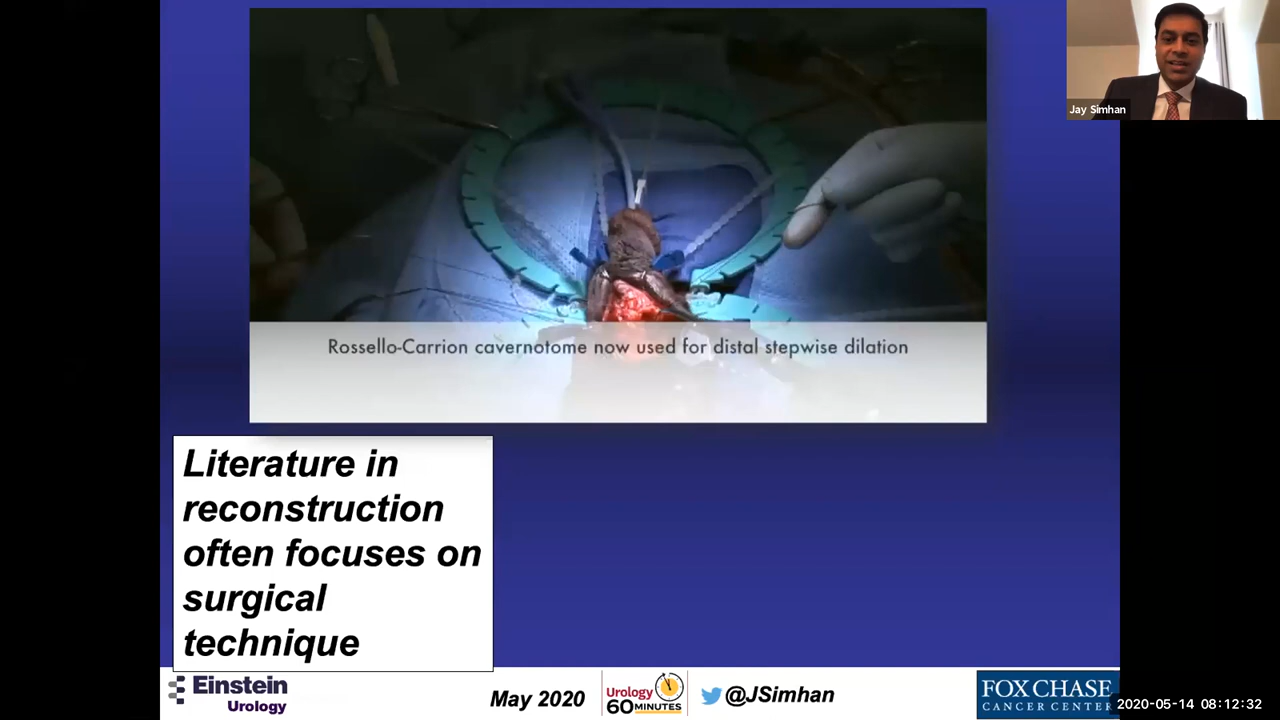 Jay Simhan
Rossello-Carrion cavernotome now used for distal stepwise dilation
Literature in
reconstruction
often focuses on
surgical
technique
Einstein
Urology
May 2020
Urology
60 MINUTES
@JSimhan
FOX CHASE
CANCER CENTER
2020-05-14 08:12:32